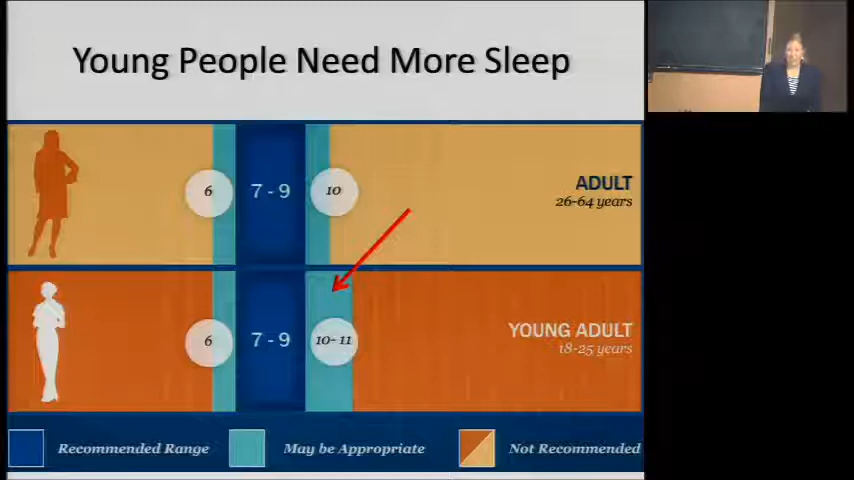 Young People Need More Sleep
6
7 - 9
10
ADULT
26-64 years
6
7 - 9
10- 11
YOUNG ADULT
18-25 years
Recommended Range
May be Appropriate
Not Recommended